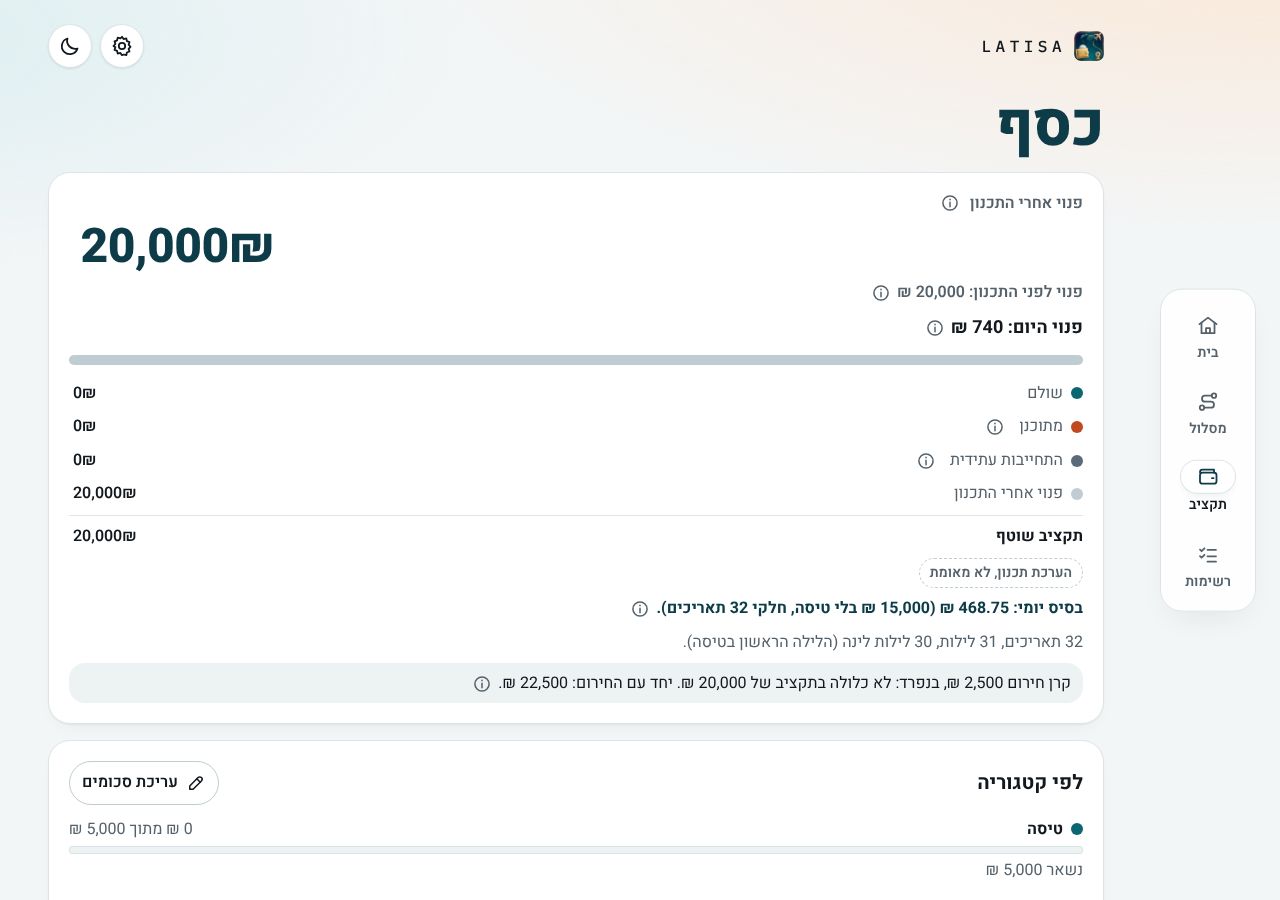 LATISA
כסף
פנוי אחרי התכנון
20,000₪
פנוי לפני התכנון: 20,000 ₪
פנוי היום: 740 ₪
שולם 0₪
מתוכנן 0₪
התחייבות עתידית 0₪
פנוי אחרי התכנון 20,000₪
תקציב שוטף 20,000₪
הערכת תכנון, לא מאומת
בסיס יומי: 468.75 ₪ (15,000 ₪ בלי טיסה, חלקי 32 תאריכים).
32 תאריכים, 31 לילות, 30 לילות לינה (הלילה הראשון בטיסה).
קרן חירום 2,500 ₪, בנפרד: לא כלולה בתקציב של 20,000 ₪. יחד עם החירום: 22,500 ₪.
לפי קטגוריה
עריכת סכומים
טיסה 0 ₪ מתוך 5,000 ₪
נשאר 5,000 ₪
בית
מסלול
תקציב
רשימות